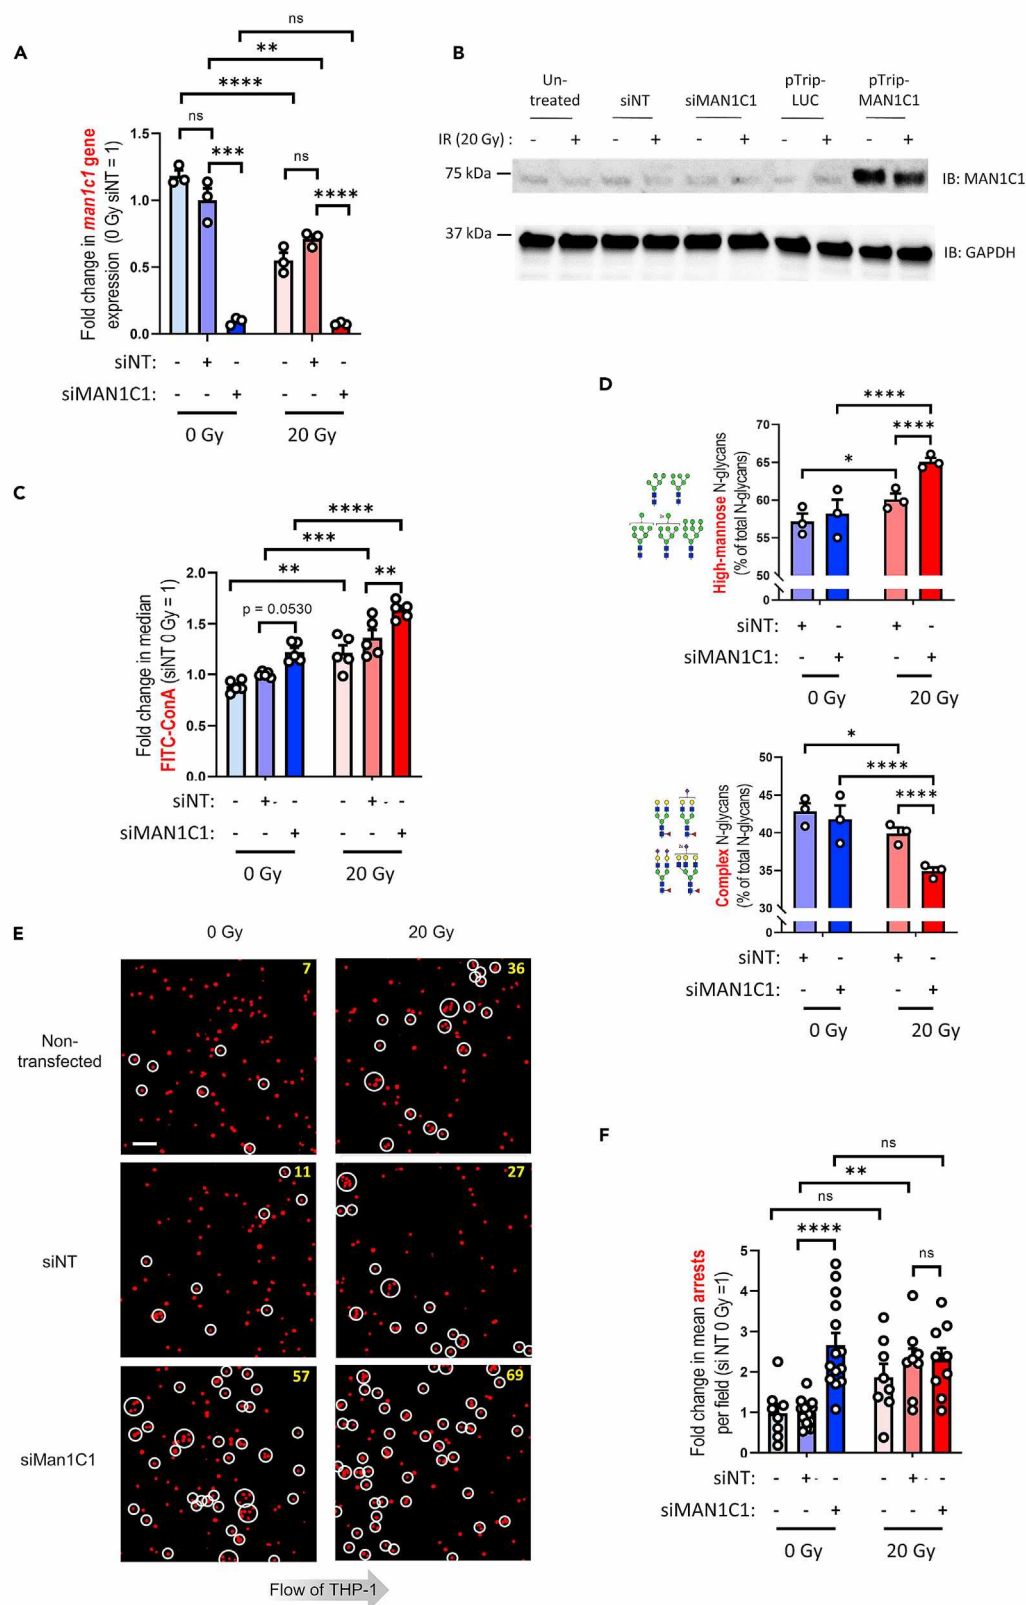 A
ns
**
****
ns
***
ns
****
Fold change in man1c1 gene
expression (0 Gy siNT = 1)
1.5
1.0
0.5
0.0
siNT: - + - - + -
siMAN1C1: - - + - - +
0 Gy 20 Gy
B
Un-
treated
siNT
siMAN1C1
pTrip-
LUC
pTrip-
MAN1C1
IR (20 Gy) : - + - + - + - + - +
75 kDa
IB: MAN1C1
37 kDa
IB: GAPDH
C
****
***
**
**
p = 0.0530
Fold change in median
FITC-ConA (siNT 0 Gy = 1)
2.0
1.5
1.0
0.5
0.0
siNT: - + - - + -
siMAN1C1: - - + - - +
0 Gy 20 Gy
D
****
****
*
High-mannose N-glycans
(% of total N-glycans)
70
65
60
55
50
0
siNT: + - + -
siMAN1C1: - + - +
0 Gy 20 Gy
*
****
****
Complex N-glycans
(% of total N-glycans)
50
45
40
35
30
0
siNT: + - + -
siMAN1C1: - + - +
0 Gy 20 Gy
E
0 Gy 20 Gy
Non-
transfected
7 36
siNT
11 27
siMan1C1
57 69
Flow of THP-1
F
ns
**
ns
****
ns
Fold change in mean arrests
per field (si NT 0 Gy =1)
5
4
3
2
1
0
siNT: - + - - + -
siMAN1C1: - - + - - +
0 Gy 20 Gy